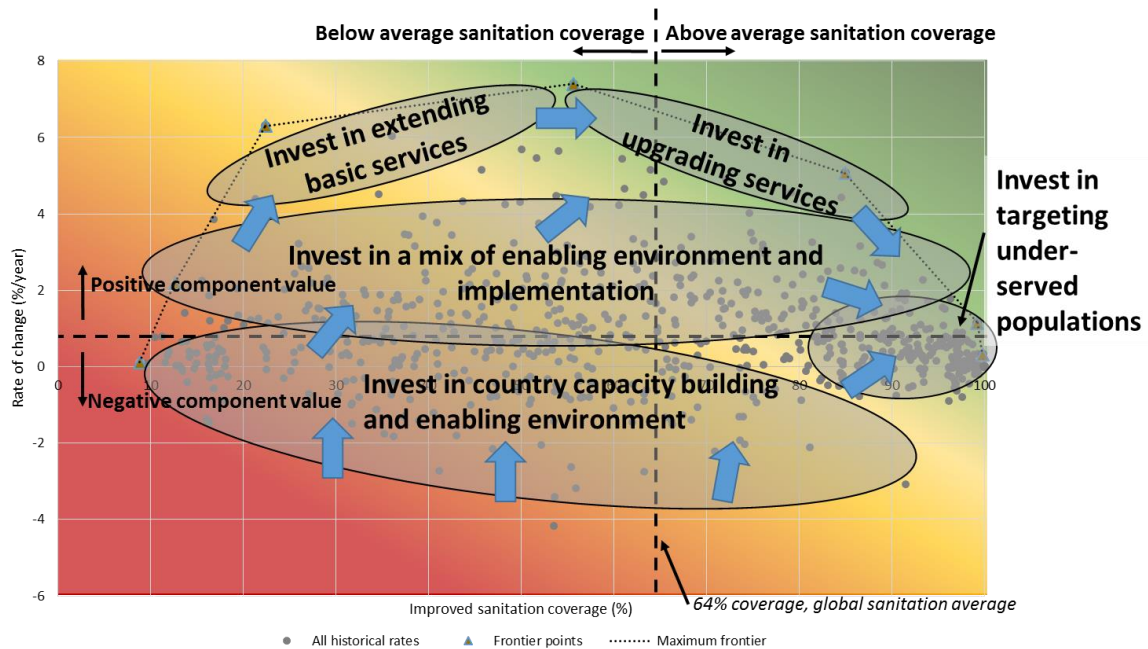 Below average sanitation coverage
Above average sanitation coverage
8
6
4
2
0
-2
-4
-6
Rate of change (%/year)
Invest in extending
basic services
Invest in
upgrading services
Invest in
targeting
under-
served
populations
Invest in a mix of enabling environment and
implementation
Positive component value
Negative component value
Invest in country capacity building
and enabling environment
0 10 20 30 40 50 60 70 80 90 100
Improved sanitation coverage (%)
64% coverage, global sanitation average
All historical rates
Frontier points
Maximum frontier